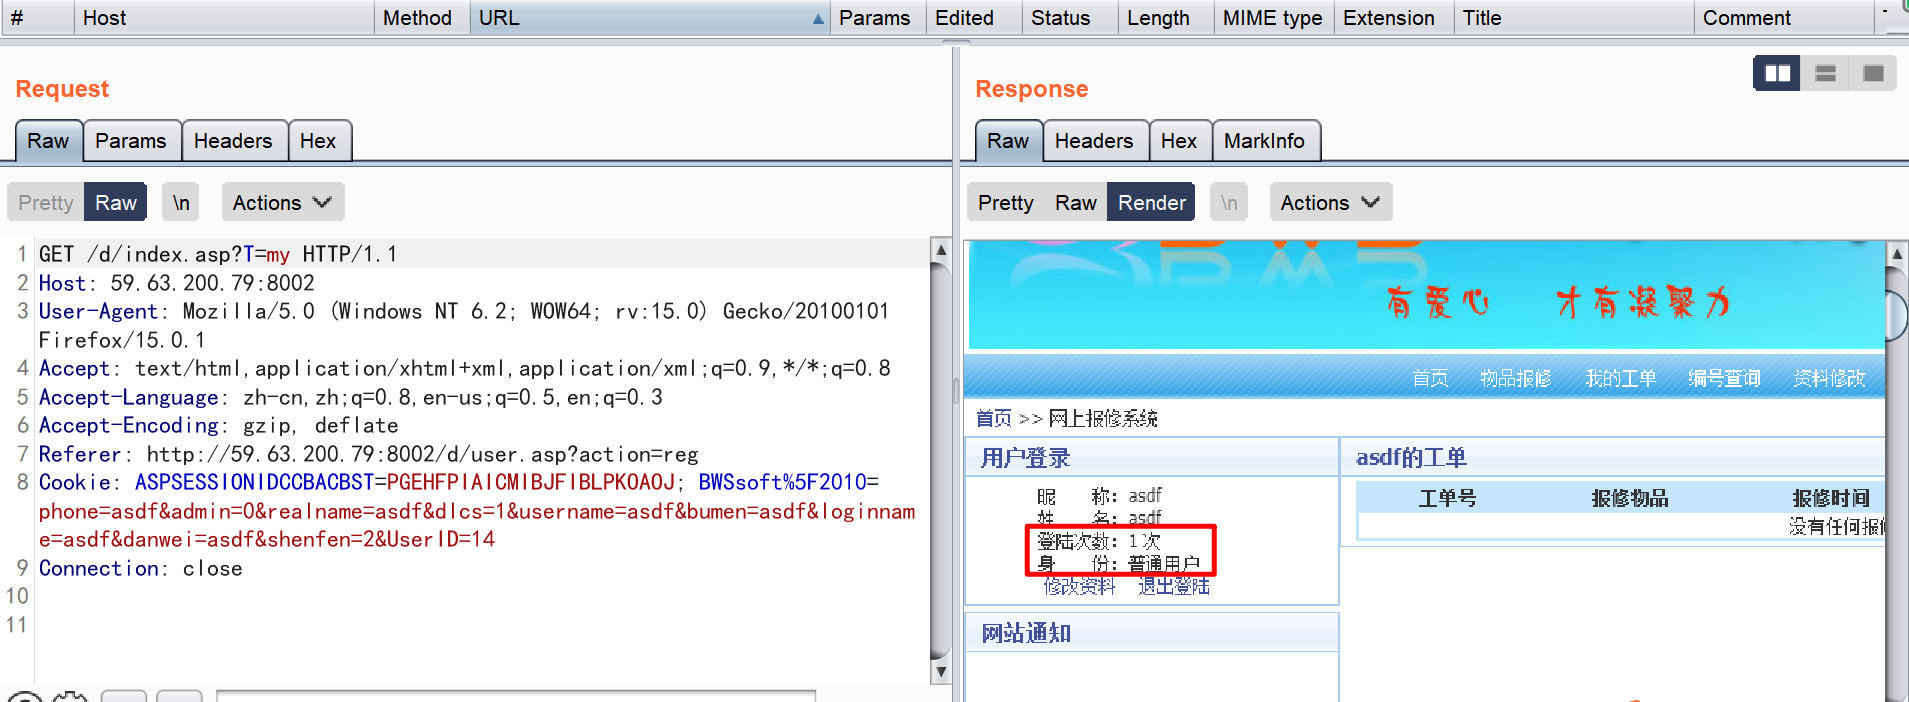 # Host Method URL Params Edited Status Length MIME type Extension Title Comment
Request
Raw Params Headers Hex
Pretty Raw \n Actions
1 GET /d/index.asp?T=my HTTP/1.1
2 Host: 59.63.200.79:8002
3 User-Agent: Mozilla/5.0 (Windows NT 6.2; WOW64; rv:15.0) Gecko/20100101
Firefox/15.0.1
4 Accept: text/html,application/xhtml+xml,application/xml;q=0.9,*/*;q=0.8
5 Accept-Language: zh-cn,zh;q=0.8,en-us;q=0.5,en;q=0.3
6 Accept-Encoding: gzip, deflate
7 Referer: http://59.63.200.79:8002/d/user.asp?action=reg
8 Cookie: ASPSESSIONIDCCBACBST=PGEHFPIAICMIBJFIBLPKOAOJ; BWSsoft%5F2010=
phone=asdf&admin=0&realname=asdf&dlcs=1&username=asdf&bumen=asdf&loginnam
e=asdf&danwei=asdf&shenfen=2&UserID=14
9 Connection: close
10
11
Response
Raw Headers Hex MarkInfo
Pretty Raw Render \n Actions
有爱心 才有凝聚力
首页 物品报修 我的工单 编号查询 资料修改
首页 >> 网上报修系统
用户登录
昵 称: asdf
姓 名: asdf
登陆次数: 1 次
身 份: 普通用户
修改资料 退出登陆
网站通知
asdf的工单
工单号 报修物品 报修时间
没有任何报修